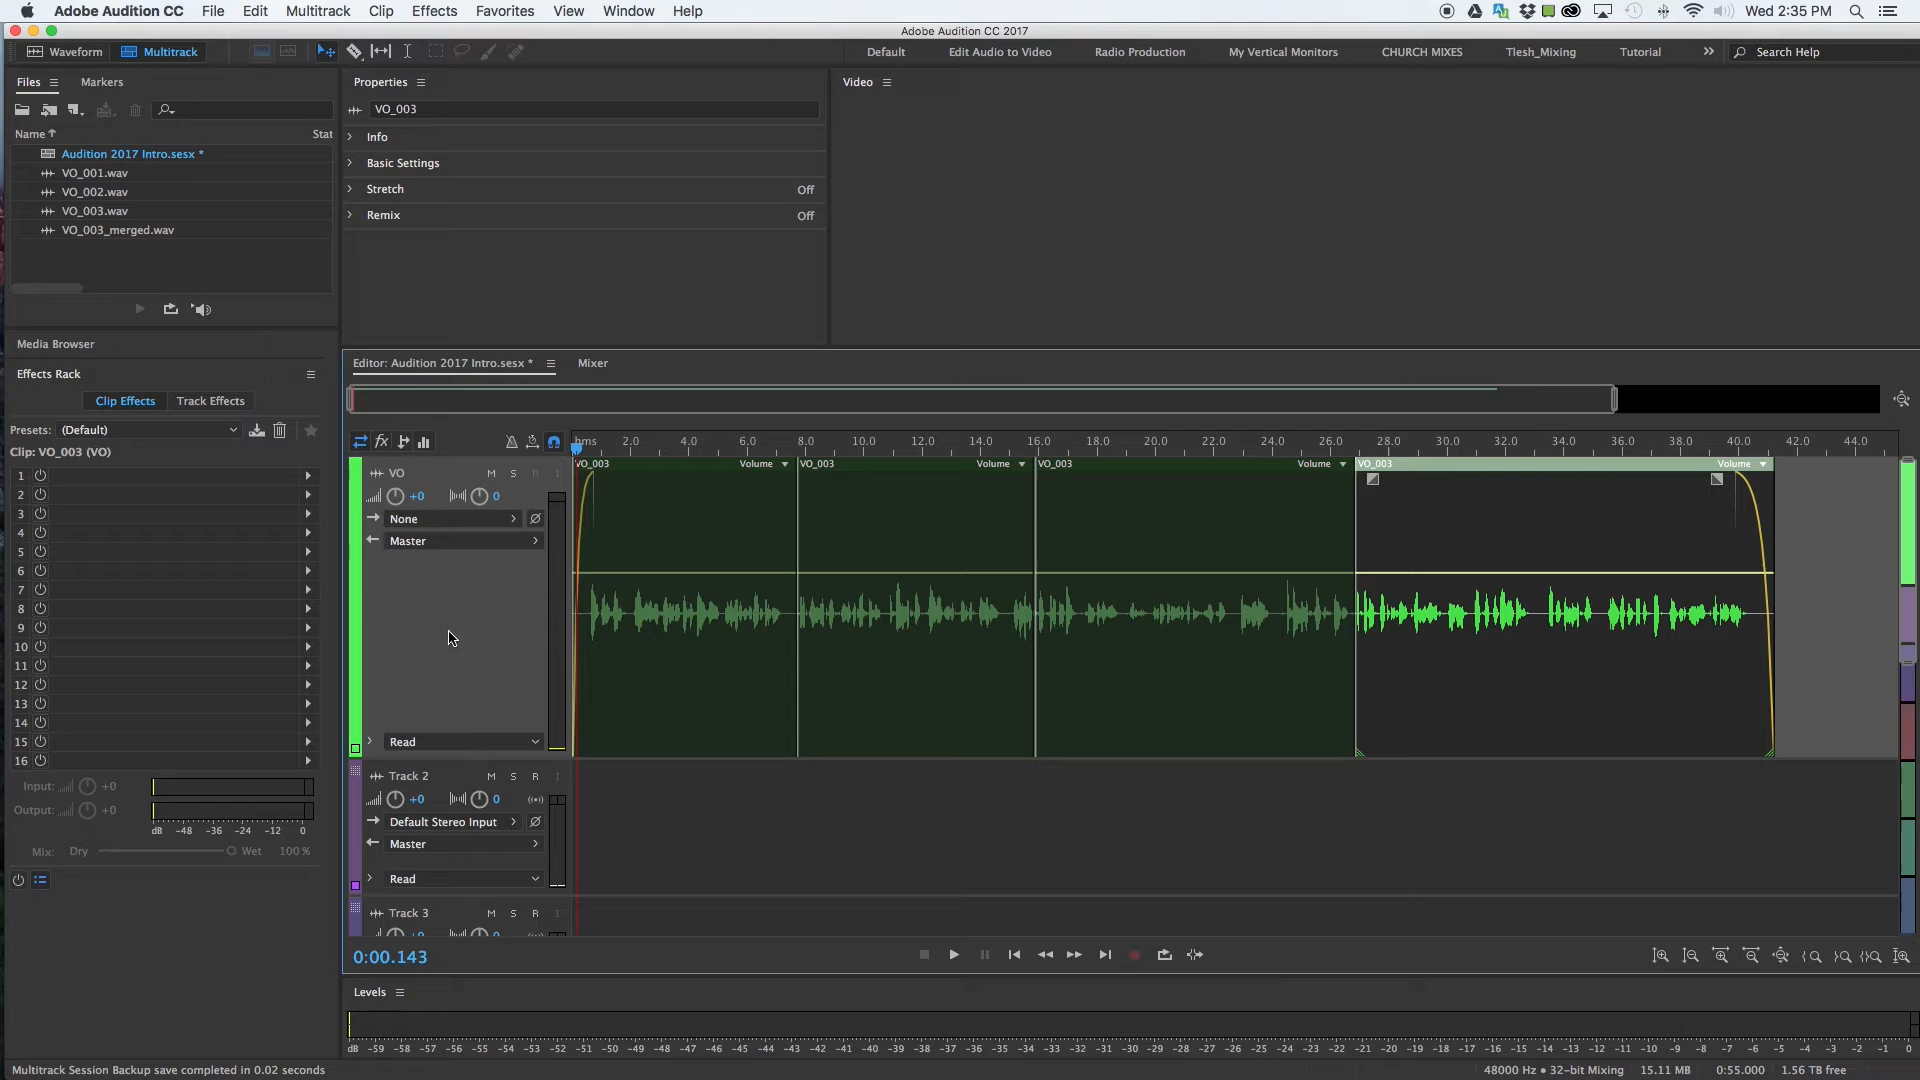 Adobe Audition CC File Edit Multitrack Clip Effects Favorites View Window Help Wed 2:35 PM
Adobe Audition CC 2017
Waveform Multitrack Default Edit Audio to Video Radio Production My Vertical Monitors CHURCH MIXES Tlesh_Mixing Tutorial Search Help
Files Markers Properties Video
VO_003
Name Stat
Info
Audition 2017 Intro.sesx *
Basic Settings
VO_001.wav
Stretch Off
VO_002.wav
VO_003.wav
Remix Off
VO_003_merged.wav
Media Browser
Editor: Audition 2017 Intro.sesx * Mixer
Effects Rack
Clip Effects Track Effects
Presets: (Default)
Clip: VO_003 (VO)
hms 2.0 4.0 6.0 8.0 10.0 12.0 14.0 16.0 18.0 20.0 22.0 24.0 26.0 28.0 30.0 32.0 34.0 36.0 38.0 40.0 42.0 44.0
VO_003 Volume VO_003 Volume VO_003 Volume VO_003 Volume
VO M S R I
+0 0
None
Master
Read
1
2
3
4
5
6
7
8
9
10
11
12
13
14
15
16
Track 2 M S R I
+0 0
Default Stereo Input
Master
Read
Track 3 M S R I
+0 0
Input: +0
Output: +0
dB -48 -36 -24 -12 0
Mix: Dry Wet 100 %
0:00.143
Levels
dB -59 -58 -57 -56 -55 -54 -53 -52 -51 -50 -49 -48 -47 -46 -45 -44 -43 -42 -41 -40 -39 -38 -37 -36 -35 -34 -33 -32 -31 -30 -29 -28 -27 -26 -25 -24 -23 -22 -21 -20 -19 -18 -17 -16 -15 -14 -13 -12 -11 -10 -9 -8 -7 -6 -5 -4 -3 -2 -1 0
Multitrack Session Backup save completed in 0.02 seconds 48000 Hz • 32-bit Mixing 15.11 MB 0:55.000 1.56 TB free